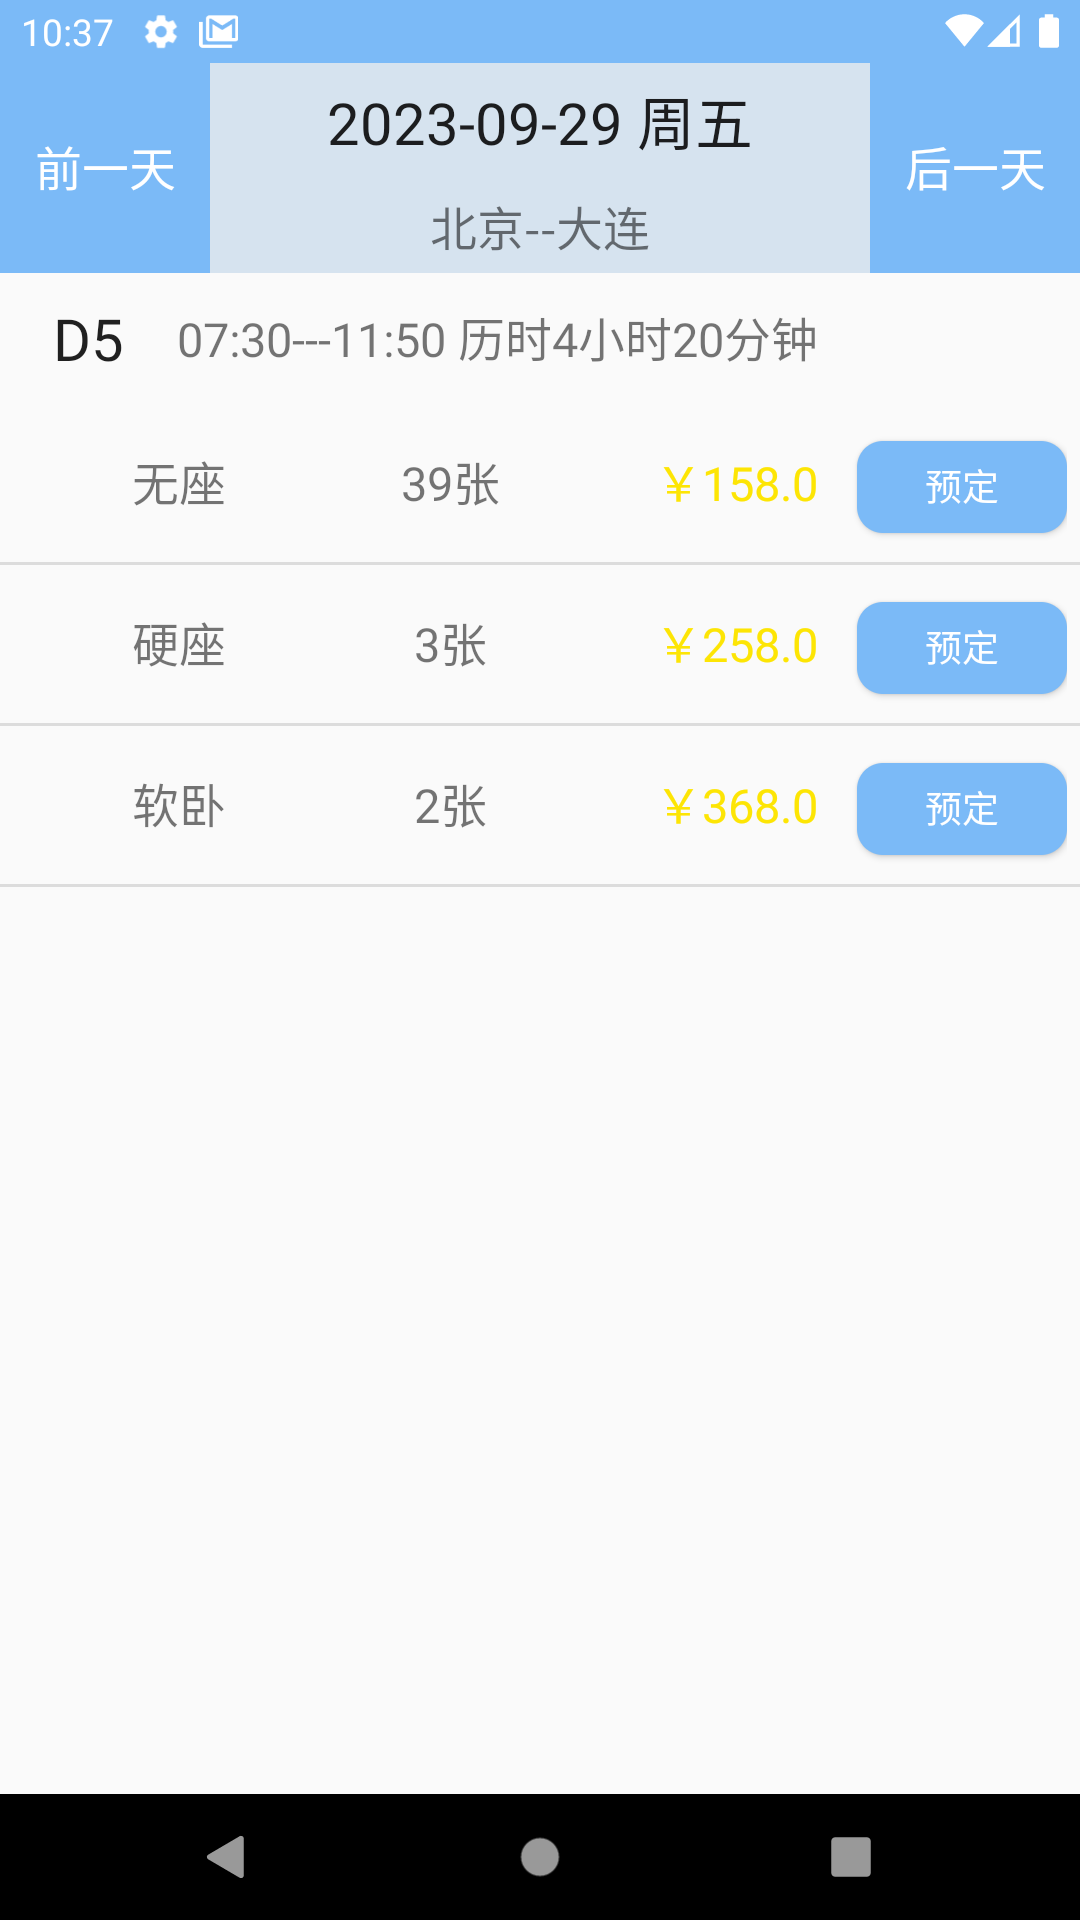 10:37
2023-09-29 周五
前一天
后一天
北京--大连
D5 07:30---11:50 历时4小时20分钟
无座 39张 ￥158.0 预定
硬座 3张 ￥258.0 预定
软卧 2张 ￥368.0 预定